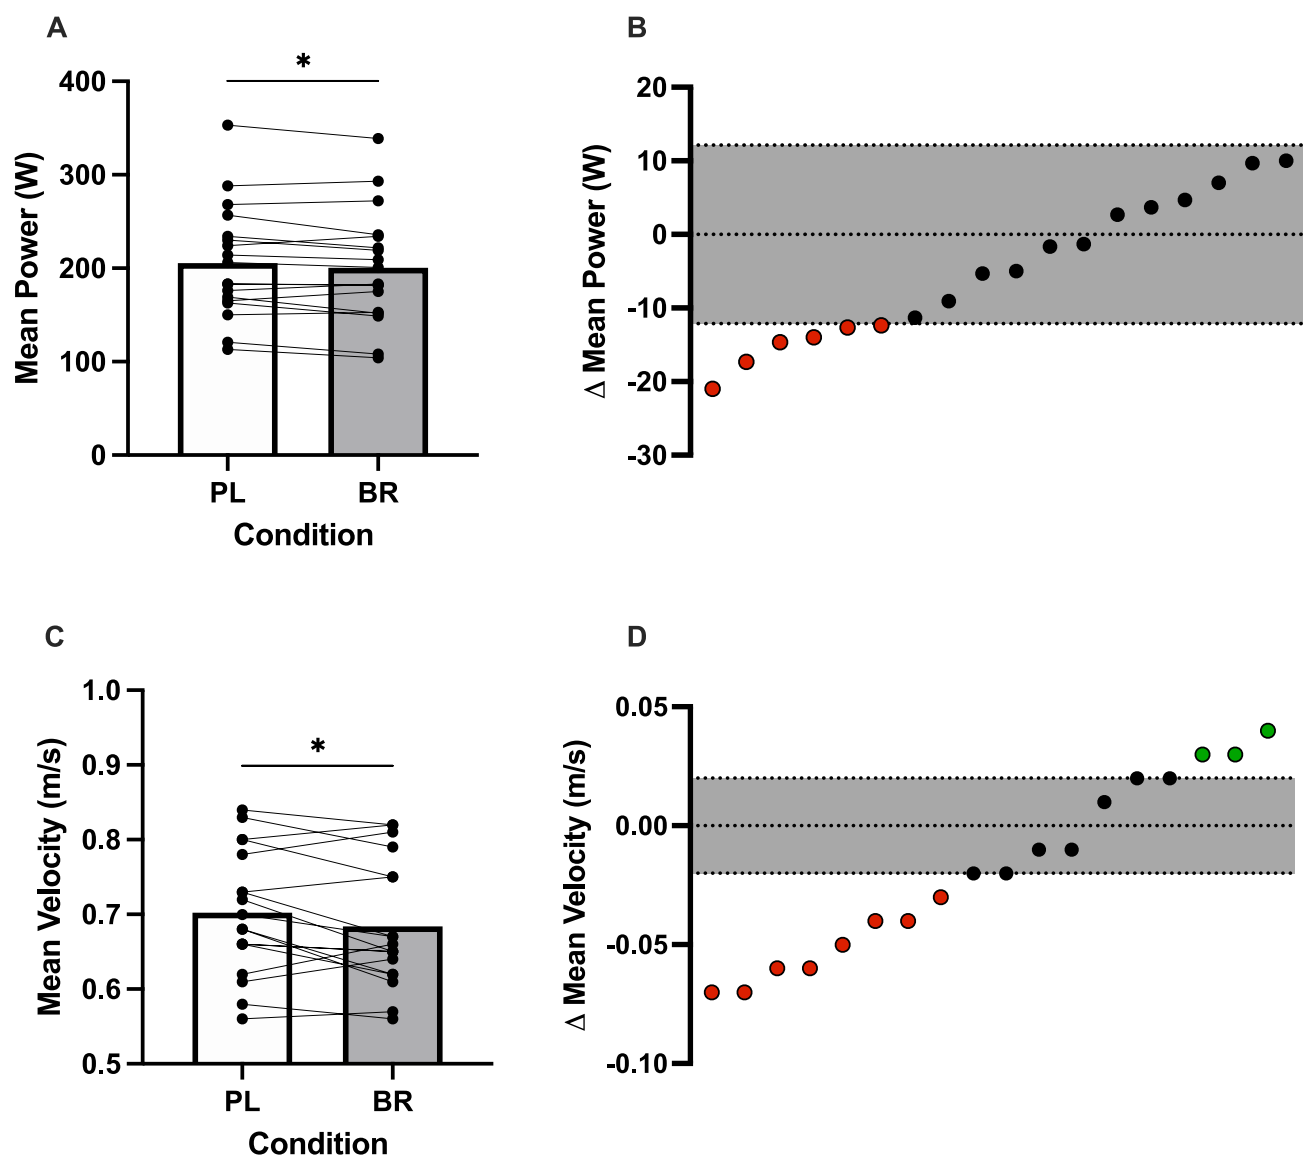 A
*
400
300
200
100
0
Mean Power (W)
PL BR
Condition
B
20
10
0
-10
-20
-30
Δ Mean Power (W)
C
*
1.0
0.9
0.8
0.7
0.6
0.5
Mean Velocity (m/s)
PL BR
Condition
D
0.05
0.00
-0.05
-0.10
Δ Mean Velocity (m/s)